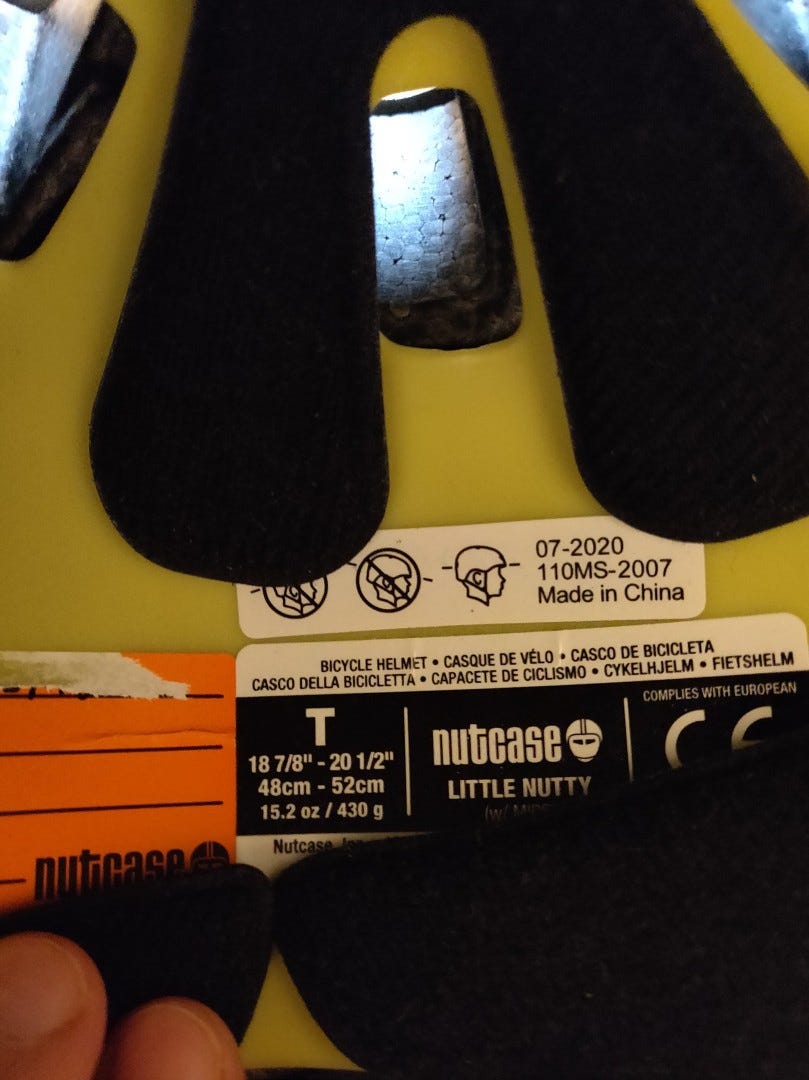 07-2020
110MS-2007
Made in China
BICYCLE HELMET • CASQUE DE VÉLO • CASCO DE BICICLETA
CASCO DELLA BICICLETTA • CAPACETE DE CICLISMO • CYKELHJELM • FIETSHELM
T
18 7/8" - 20 1/2"
48cm - 52cm
15.2 oz / 430 g
nutcase
LITTLE NUTTY
(w/
COMPLIES WITH EUROPEAN
CE
Nutcase
nutcase